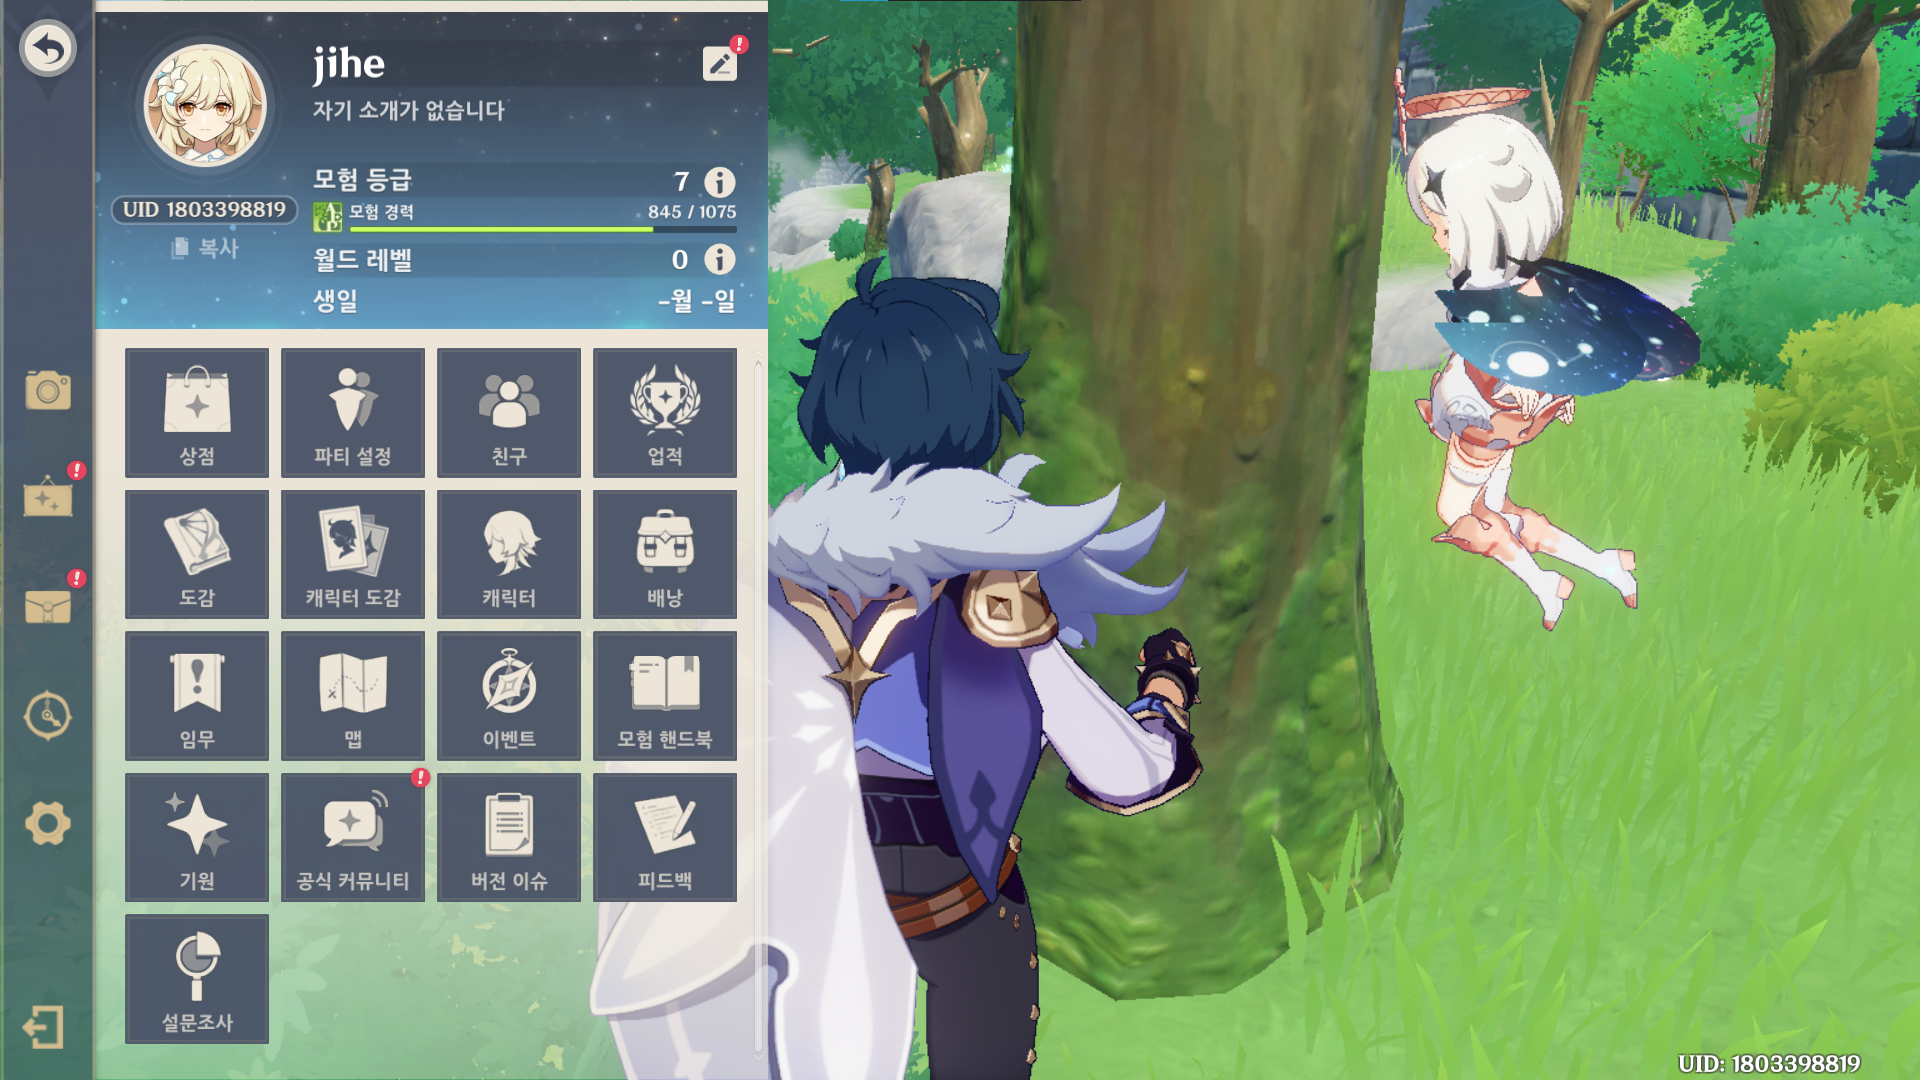 jihe
자기 소개가 없습니다
모험 등급 7
모험 경력 845 / 1075
월드 레벨 0
생일 -월 -일
UID 1803398819
복사
상점 파티 설정 친구 업적
도감 캐릭터 도감 캐릭터 배낭
임무 맵 이벤트 모험 핸드북
기원 공식 커뮤니티 버전 이슈 피드백
설문조사
UID: 1803398819